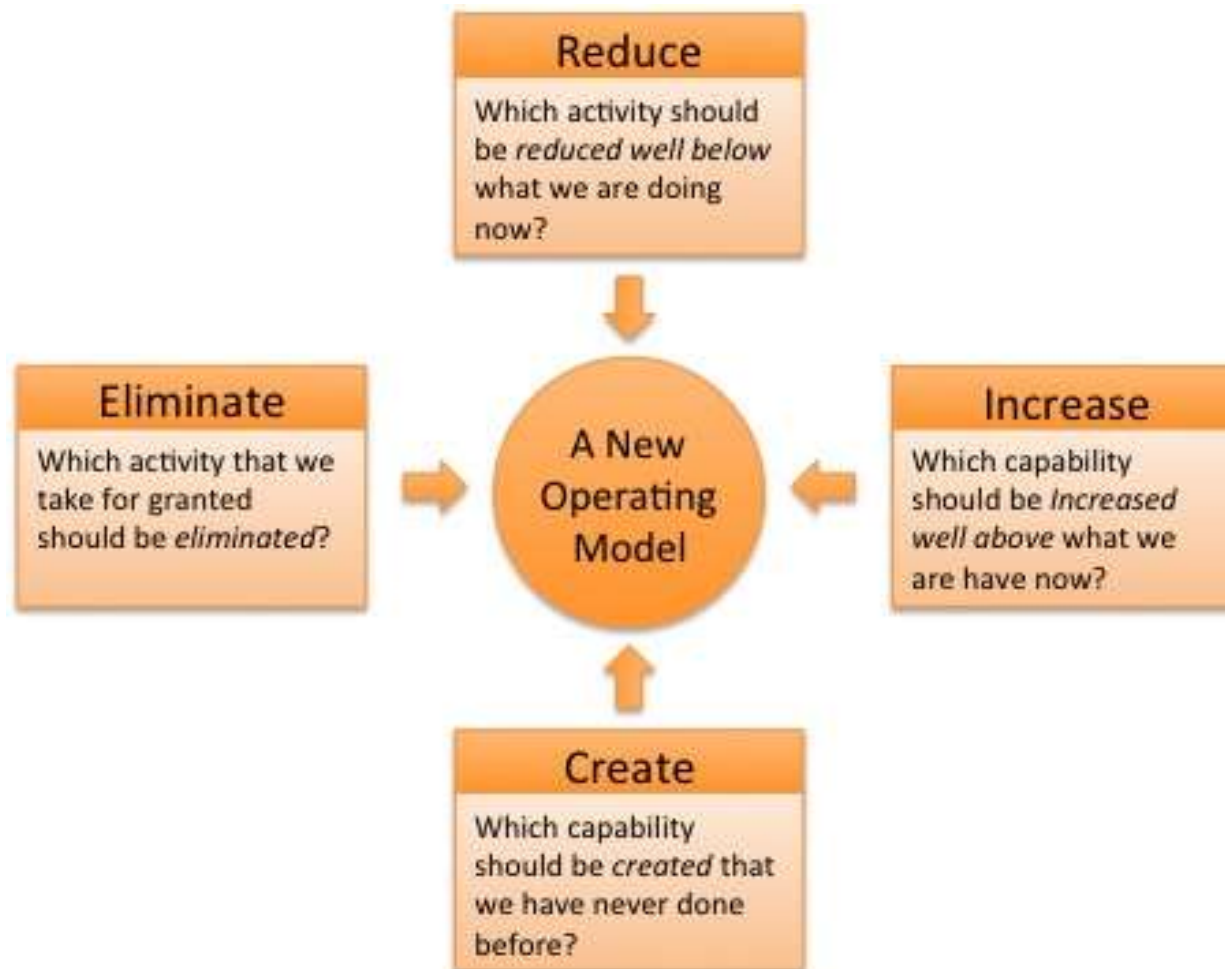 Reduce
Which activity should
be reduced well below
what we are doing
now?
Eliminate
Which activity that we
take for granted
should be eliminated?
A New
Operating
Model
Increase
Which capability
should be Increased
well above what we
are have now?
Create
Which capability
should be created that
we have never done
before?